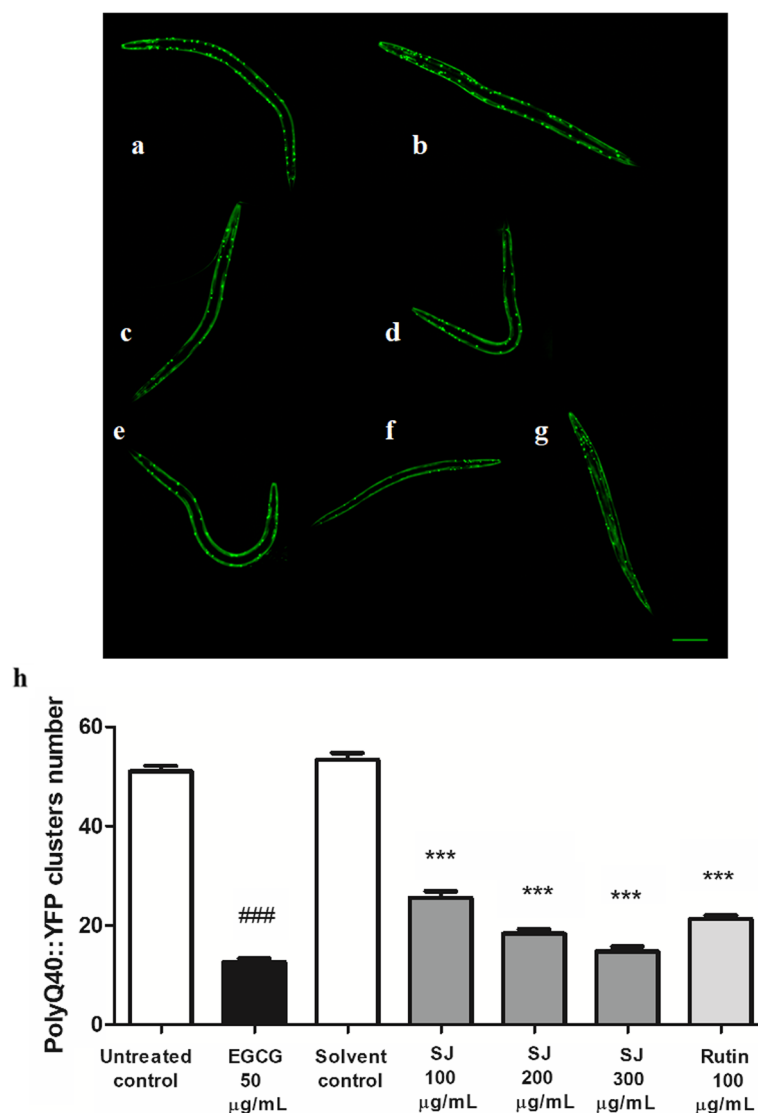 a
b
c
d
e
f
g
h
PolyQ40::YFP clusters number
60
40
20
0
###
***
***
***
***
Untreated control
EGCG 50 μg/mL
Solvent control
SJ 100 μg/mL
SJ 200 μg/mL
SJ 300 μg/mL
Rutin 100 μg/mL